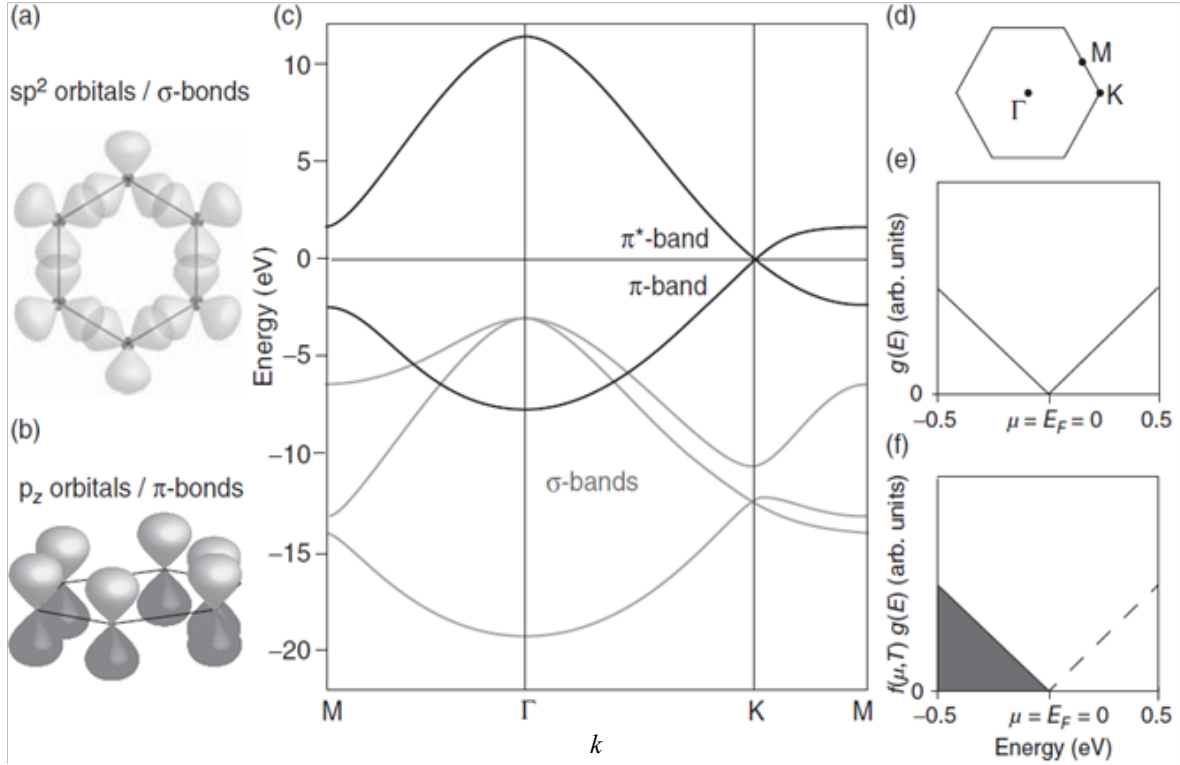 (a)
sp² orbitals / σ-bonds
(b)
p_z orbitals / π-bonds
(c)
Energy (eV)
10
5
0
−5
−10
−15
−20
π*-band
π-band
σ-bands
M
Γ
K
M
k
(d)
M
Γ
K
(e)
g(E) (arb. units)
0
−0.5
μ = E_F = 0
0.5
(f)
f(μ,T) g(E) (arb. units)
0
−0.5
μ = E_F = 0
0.5
Energy (eV)